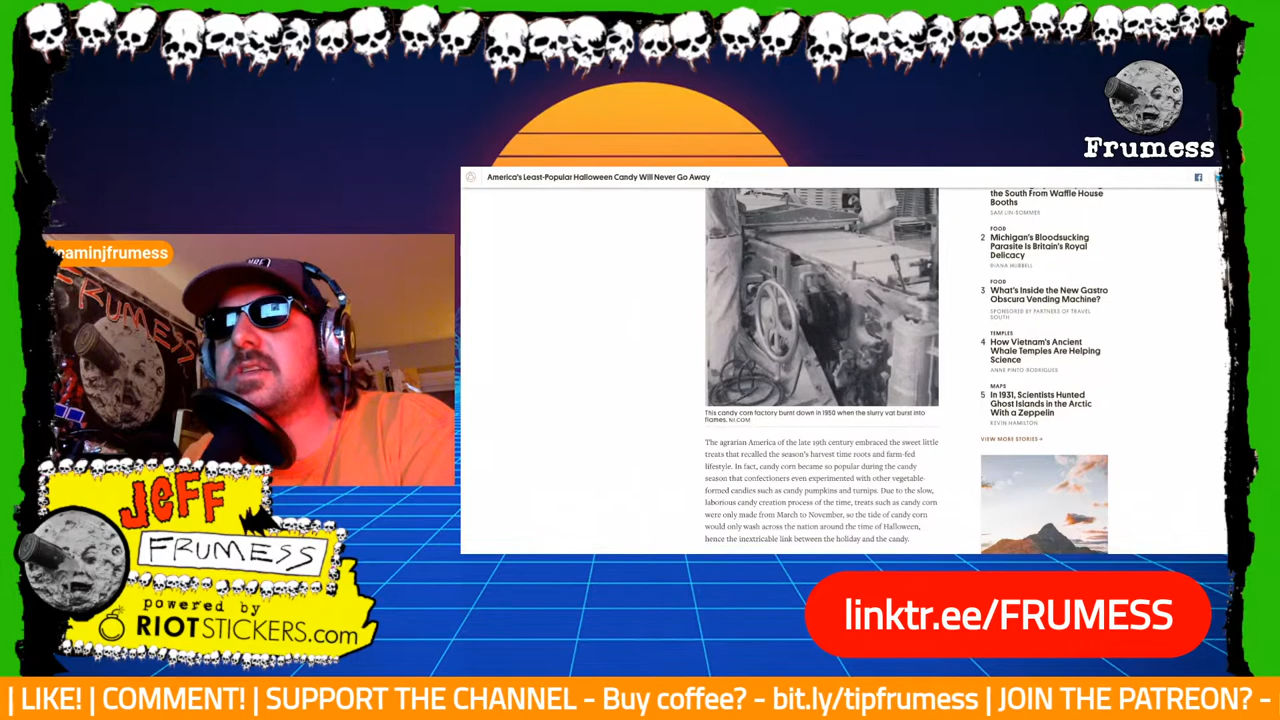 Frumess
America's Least-Popular Halloween Candy Will Never Go Away
aminjfrumess
FRUMESS
the South From Waffle House
Booths
SAM LIN-SOMMER
FOOD
2 Michigan's Bloodsucking
Parasite Is Britain's Royal
Delicacy
DIANA HUBBELL
FOOD
3 What's Inside the New Gastro
Obscura Vending Machine?
SPONSORED BY PARTNERS OF TRAVEL
SOUTH
TEMPLES
4 How Vietnam's Ancient
Whale Temples Are Helping
Science
ANNE PINTO-RODRIGUES
MAPS
5 In 1931, Scientists Hunted
Ghost Islands in the Arctic
With a Zeppelin
KEVIN HAMILTON
VIEW MORE STORIES
This candy corn factory burnt down in 1950 when the slurry vat burst into
flames. NJ.COM
The agrarian America of the late 19th century embraced the sweet little
treats that recalled the season's harvest time roots and farm-fed
lifestyle. In fact, candy corn became so popular during the candy
season that confectioners even experimented with other vegetable-
formed candies such as candy pumpkins and turnips. Due to the slow,
laborious candy creation process of the time, treats such as candy corn
were only made from March to November, so the tide of candy corn
would only wash across the nation around the time of Halloween,
hence the inextricable link between the holiday and the candy.
JEFF
FRUMESS
powered by
RIOTSTICKERS.com
linktr.ee/FRUMESS
| LIKE! | COMMENT! | SUPPORT THE CHANNEL - Buy coffee? - bit.ly/tipfrumess | JOIN THE PATREON? -